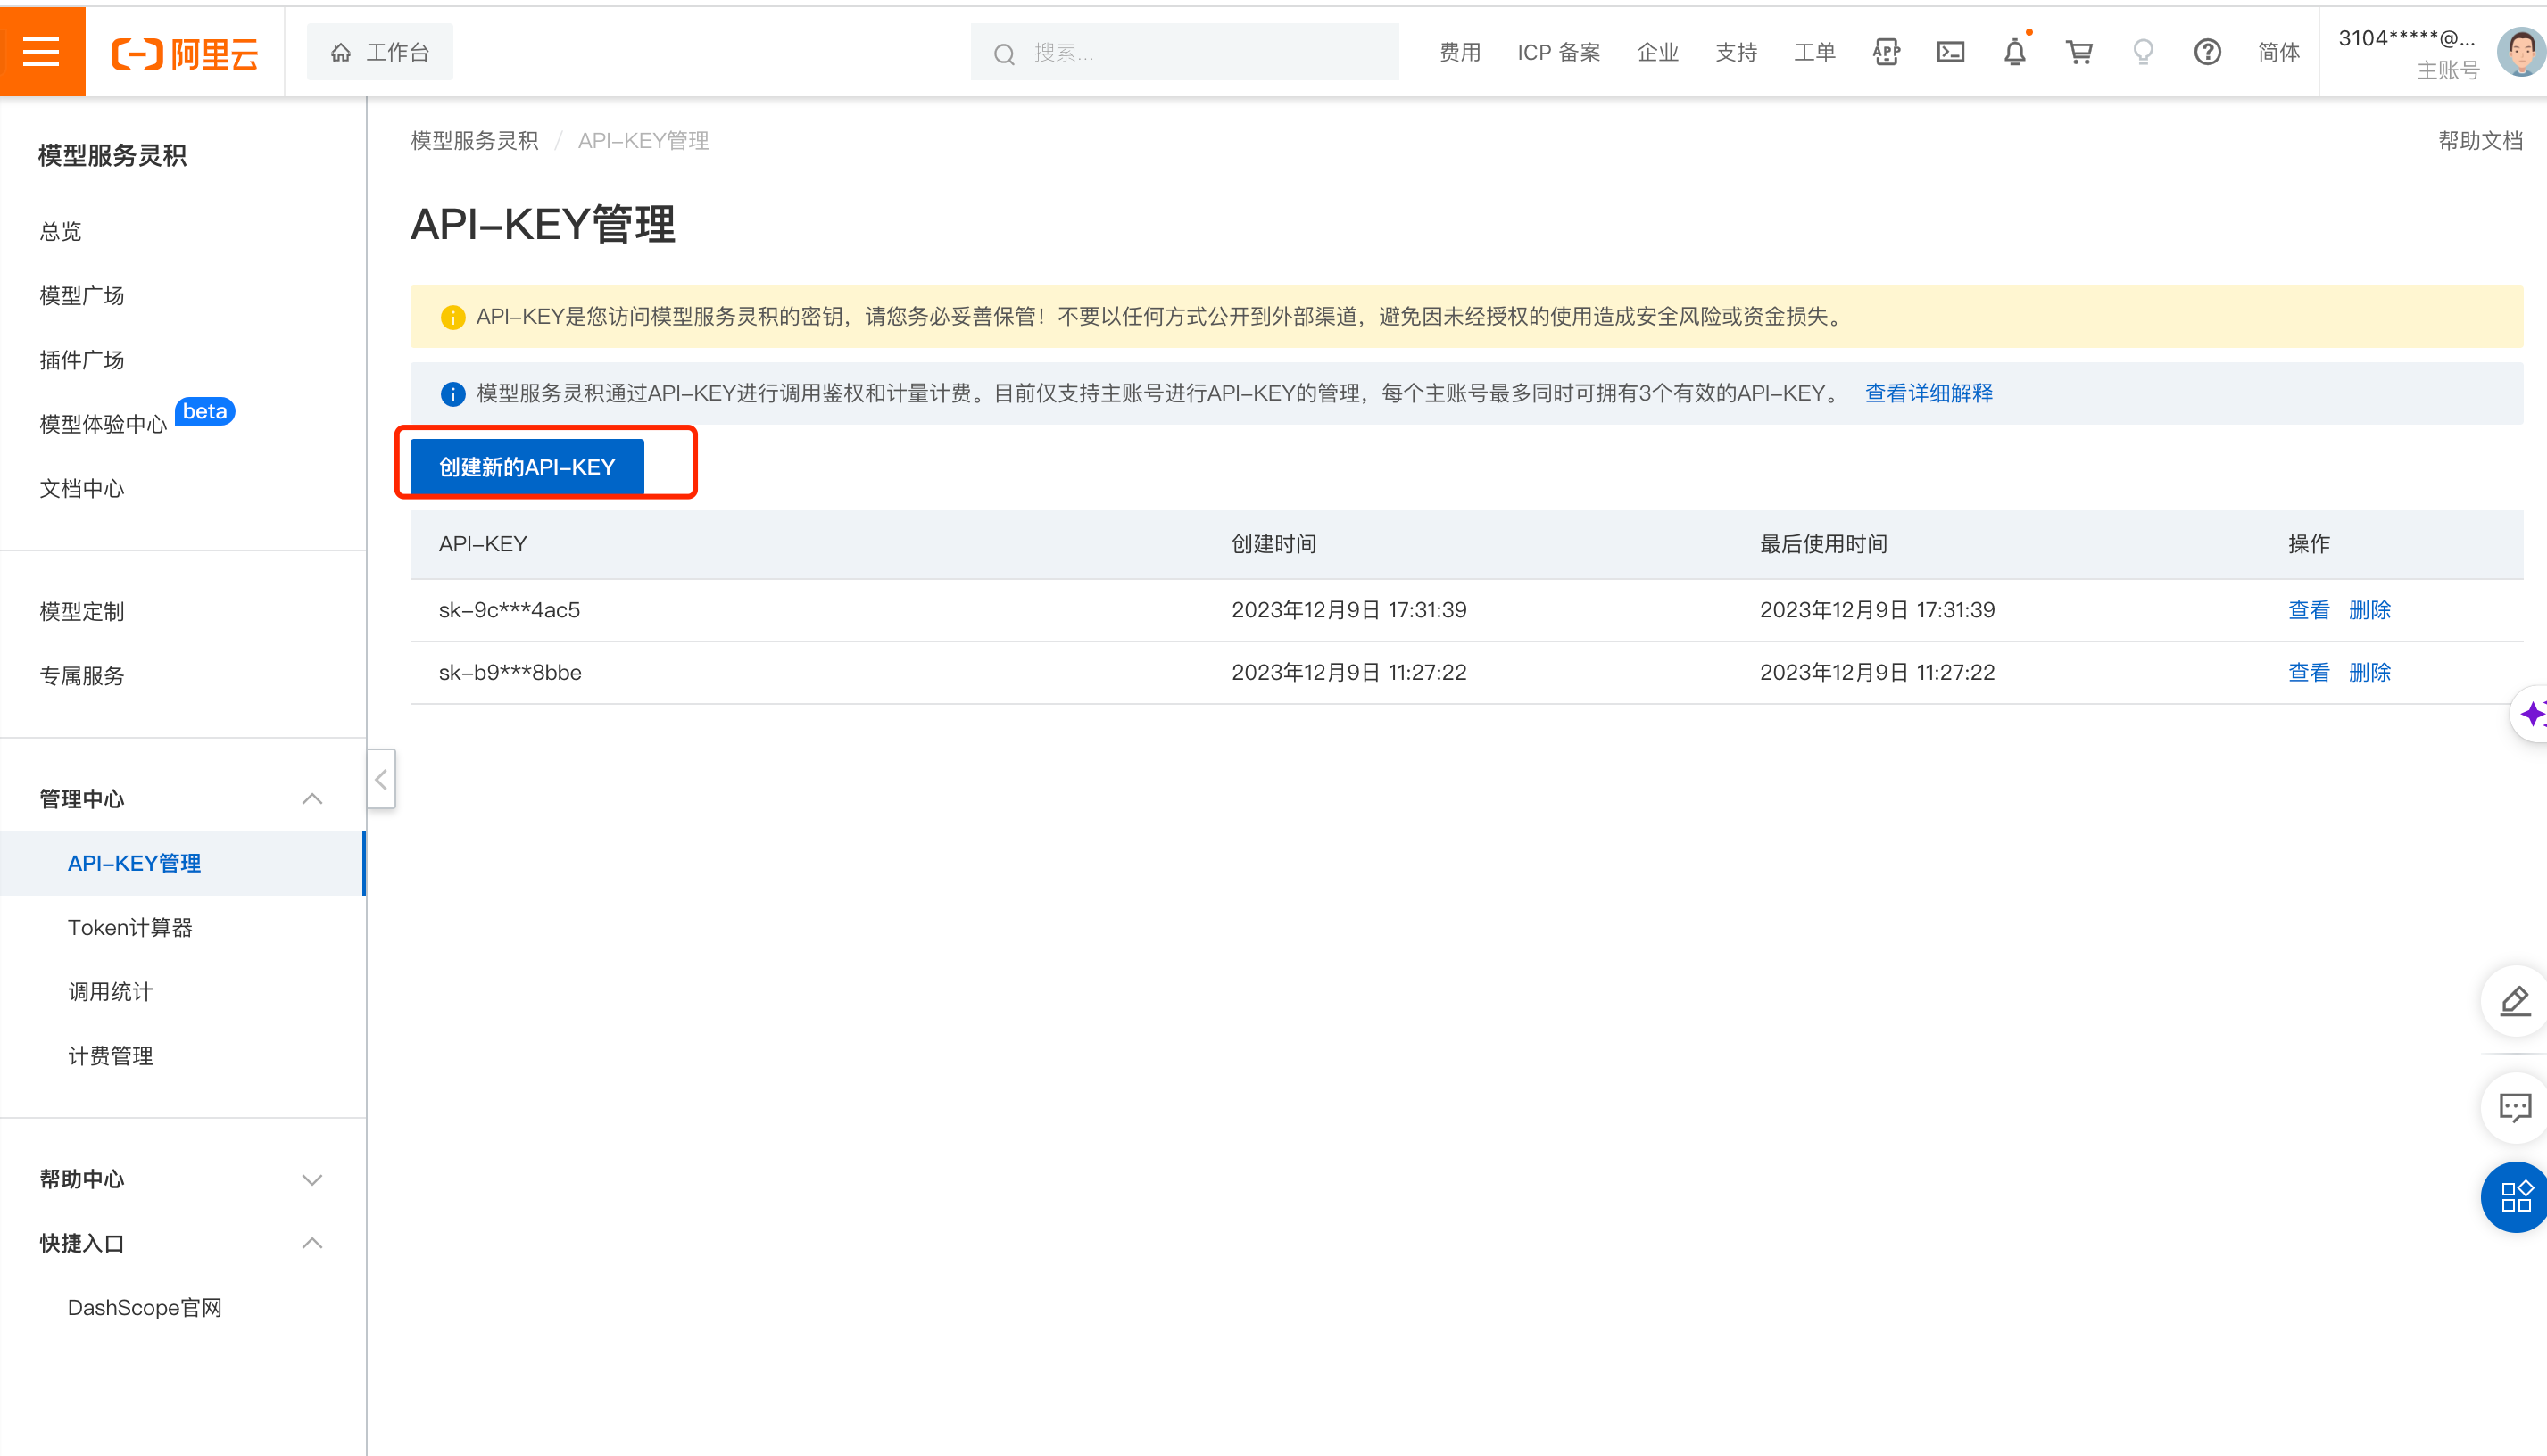 阿里云
工作台
搜索...
费用
ICP 备案
企业
支持
工单
APP
简体
3104*****@...
主账号
模型服务灵积
总览
模型广场
插件广场
模型体验中心 beta
文档中心
模型定制
专属服务
管理中心
API-KEY管理
Token计算器
调用统计
计费管理
帮助中心
快捷入口
DashScope官网
模型服务灵积 / API-KEY管理
帮助文档
API-KEY管理
API-KEY是您访问模型服务灵积的密钥，请您务必妥善保管！不要以任何方式公开到外部渠道，避免因未经授权的使用造成安全风险或资金损失。
模型服务灵积通过API-KEY进行调用鉴权和计量计费。目前仅支持主账号进行API-KEY的管理，每个主账号最多同时可拥有3个有效的API-KEY。 查看详细解释
创建新的API-KEY
API-KEY 创建时间 最后使用时间 操作
sk-9c***4ac5 2023年12月9日 17:31:39 2023年12月9日 17:31:39 查看 删除
sk-b9***8bbe 2023年12月9日 11:27:22 2023年12月9日 11:27:22 查看 删除